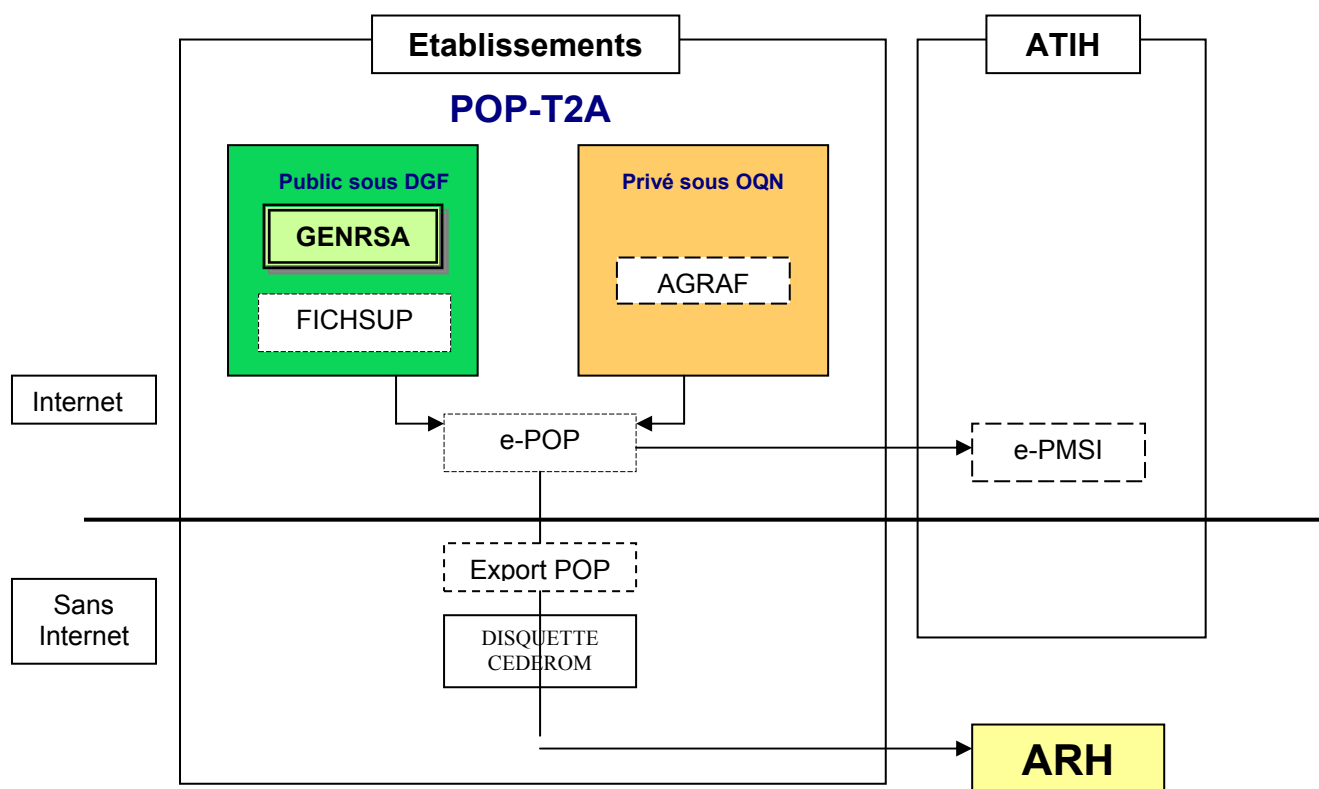 Etablissements
ATIH
POP-T2A
Public sous DGF
Privé sous OQN
GENRSA
AGRAF
FICHSUP
Internet
e-POP
e-PMSI
Export POP
Sans
Internet
DISQUETTE
CEDEROM
ARH